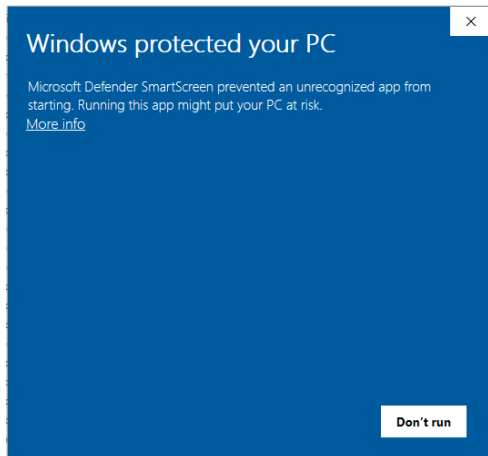 Windows protected your PC
Microsoft Defender SmartScreen prevented an unrecognized app from
starting. Running this app might put your PC at risk.
More info
Don't run